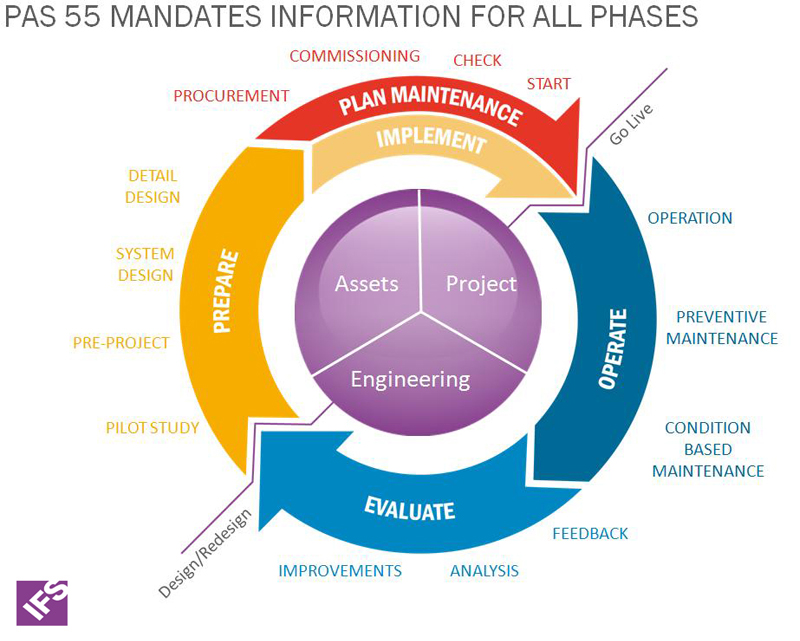 PAS 55 MANDATES INFORMATION FOR ALL PHASES
COMMISSIONING
CHECK
START
PROCUREMENT
PLAN MAINTENANCE
IMPLEMENT
Go Live
DETAIL
DESIGN
SYSTEM
DESIGN
PRE-PROJECT
PILOT STUDY
PREPARE
Assets
Project
Engineering
OPERATE
OPERATION
PREVENTIVE
MAINTENANCE
CONDITION
BASED
MAINTENANCE
EVALUATE
FEEDBACK
ANALYSIS
IMPROVEMENTS
Design/Redesign
IFS